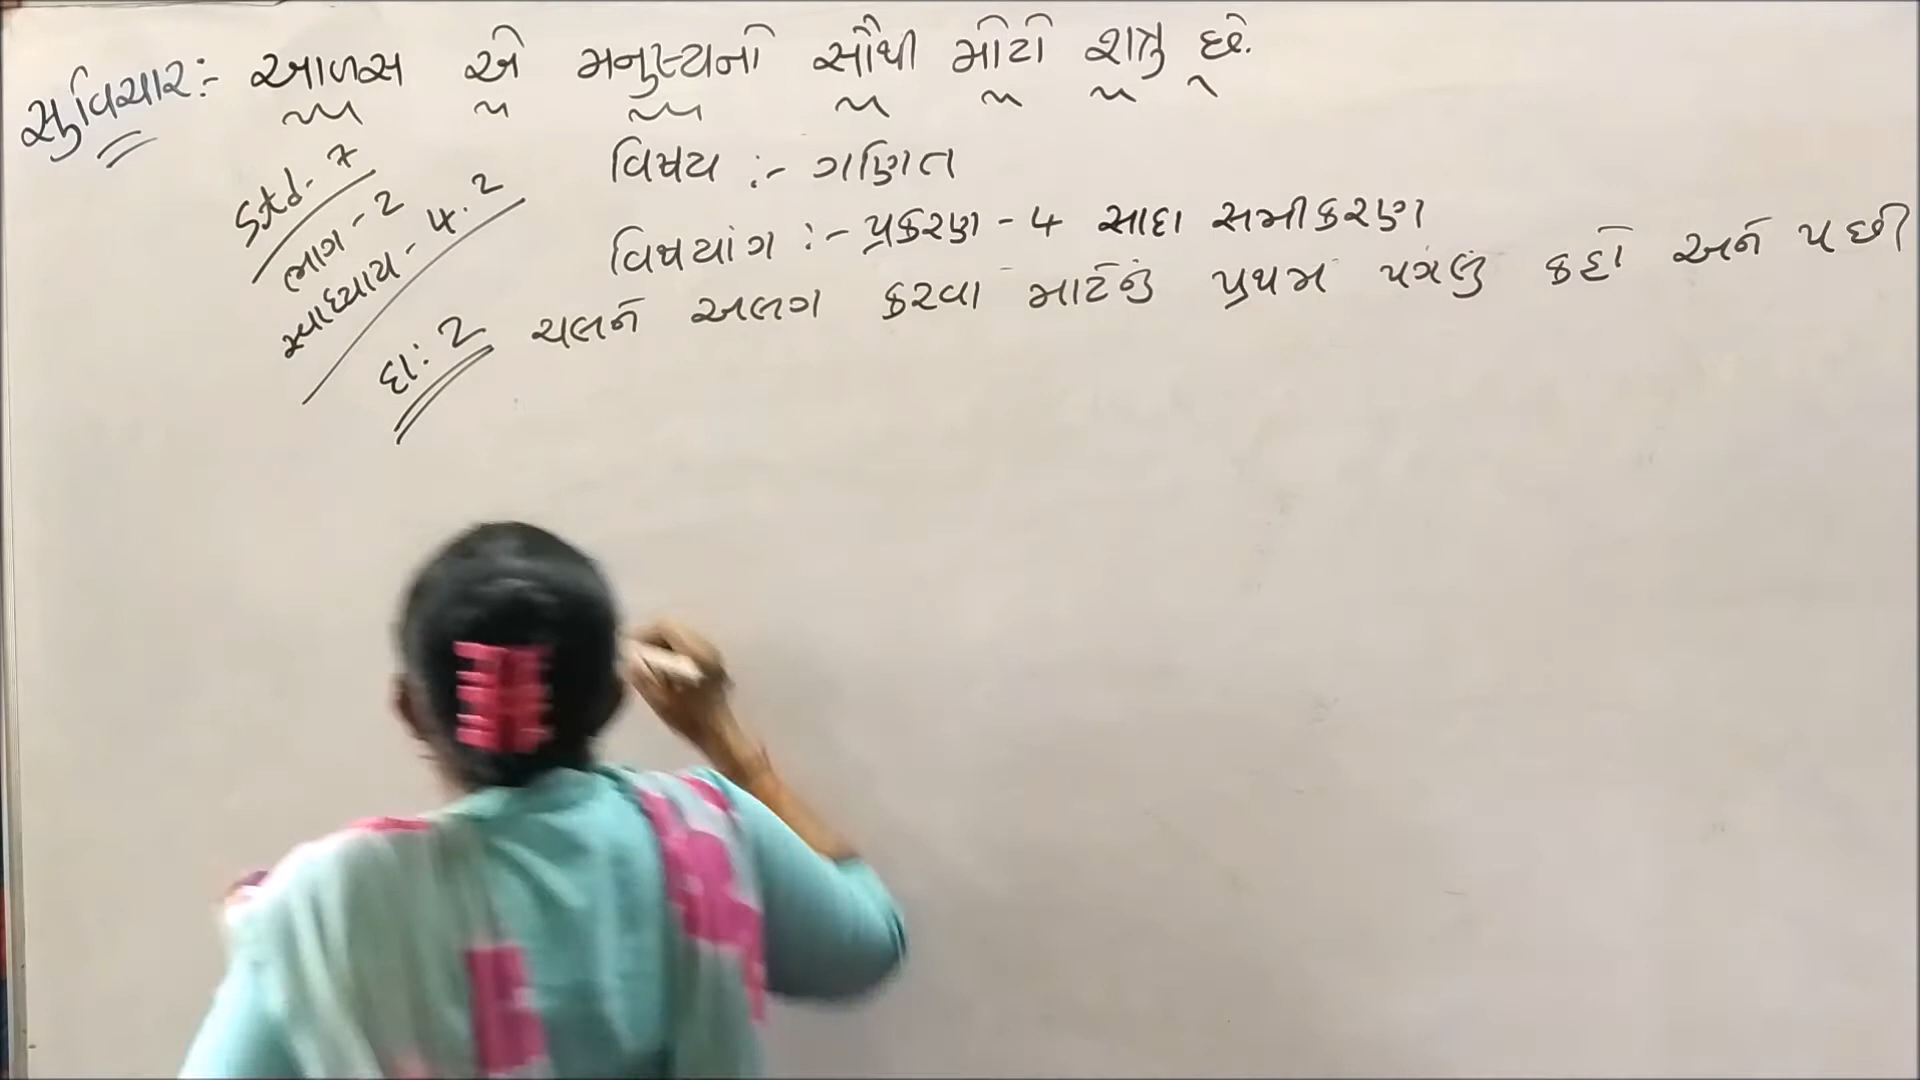 સુવિચાર:- આળસ એ મનુષ્યનો સૌથી મોટો શત્રુ છે.
Std- 7
ભાગ - 2
સ્વાધ્યાય - 4.2
વિષય :- ગણિત
વિષયાંગ :- પ્રકરણ - 4 સાદા સમીકરણ
દા: 2 ચલને અલગ કરવા માટેનું પ્રથમ પગલું કહો અને પછી